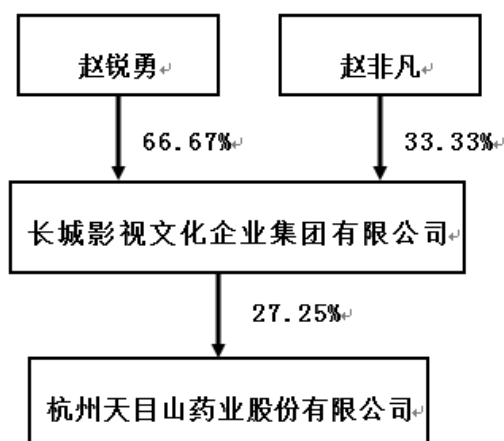 赵锐勇 赵非凡
66.67% 33.33%
长城影视文化企业集团有限公司
27.25%
杭州天目山药业股份有限公司